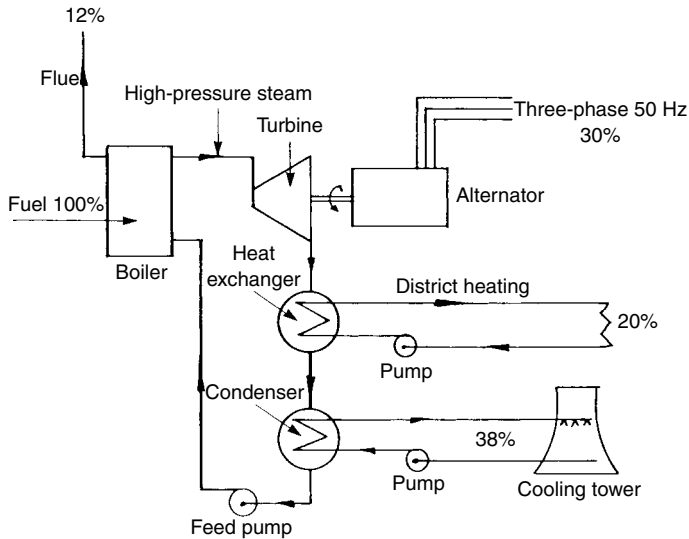 12%
Flue
High-pressure steam
Turbine
Three-phase 50 Hz
30%
Alternator
Fuel 100%
Boiler
Heat
exchanger
District heating
20%
Pump
Condenser
38%
Pump
Cooling tower
Feed pump